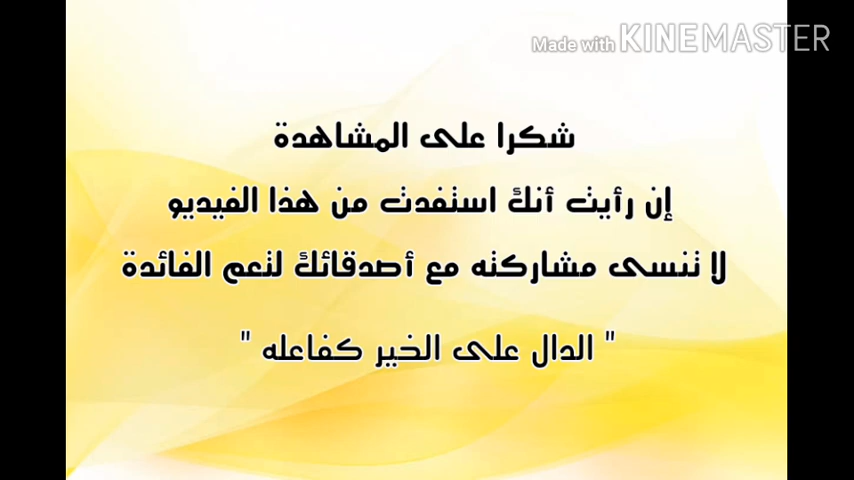 Made with KINEMASTER
شكرا على المشاهدة
إن رأيت أنك استفدت من هذا الفيديو
لا تنسى مشاركته مع أصدقائك لتعم الفائدة
" الدال على الخير كفاعله "